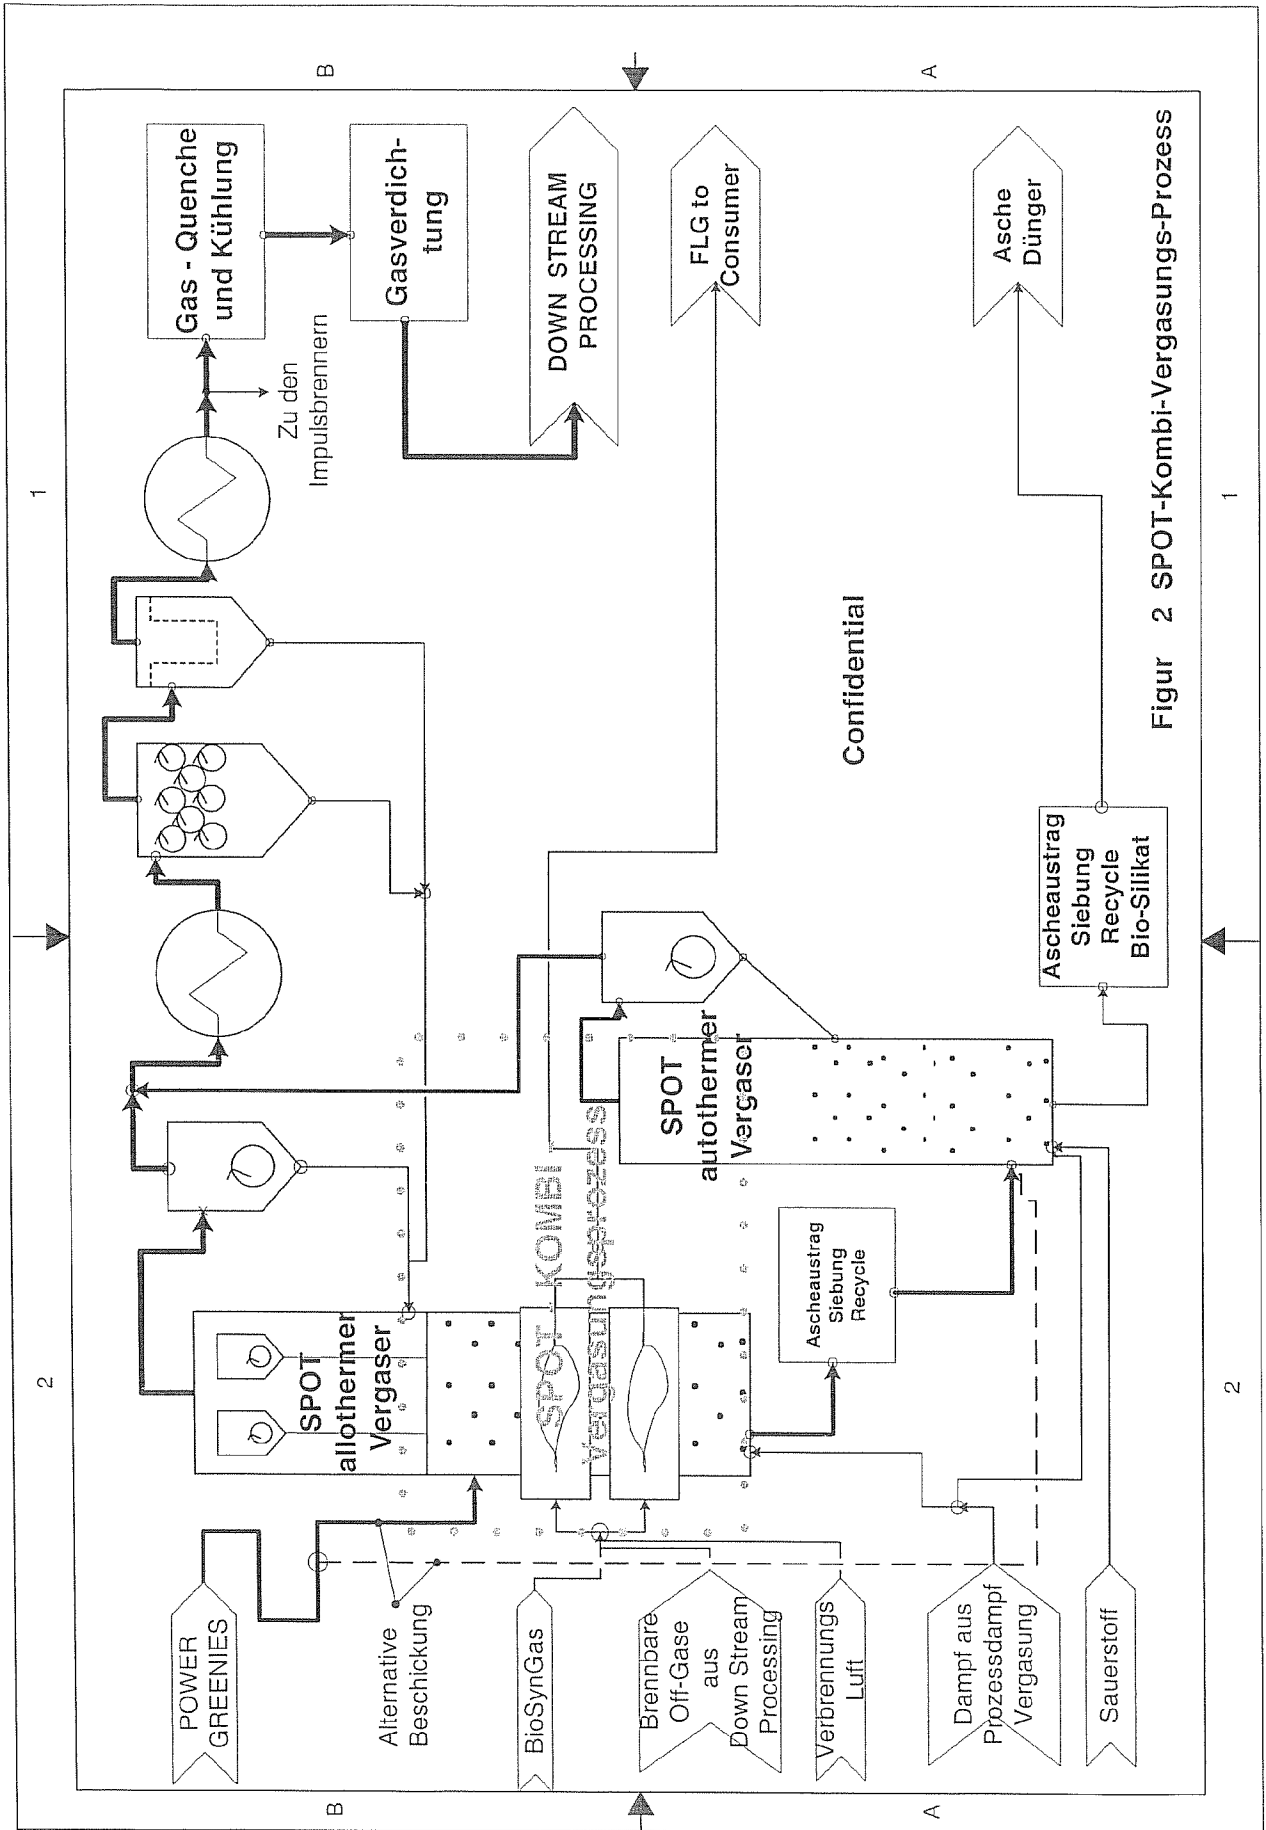 B
A
1
2
1
2
B
A
POWER
GREENIES
Alternative
Beschickung
BioSynGas
Brennbare
Off-Gase
aus
Down Stream
Processing
Verbrennungs
Luft
Dampf aus
Prozessdampf
Vergasung
Sauerstoff
SPOT
allothermer
Vergaser
SPOT KOMBI
Vergasungsprozess
SPOT
autothermer
Vergaser
Ascheaustrag
Siebung
Recycle
Ascheaustrag
Siebung
Recycle
Bio-Silikat
Zu den
Impulsbrennern
Gas - Quenche
und Kühlung
Gasverdich-
tung
DOWN STREAM
PROCESSING
FLG to
Consumer
Asche
Dünger
Confidential
Figur 2 SPOT-Kombi-Vergasungs-Prozess